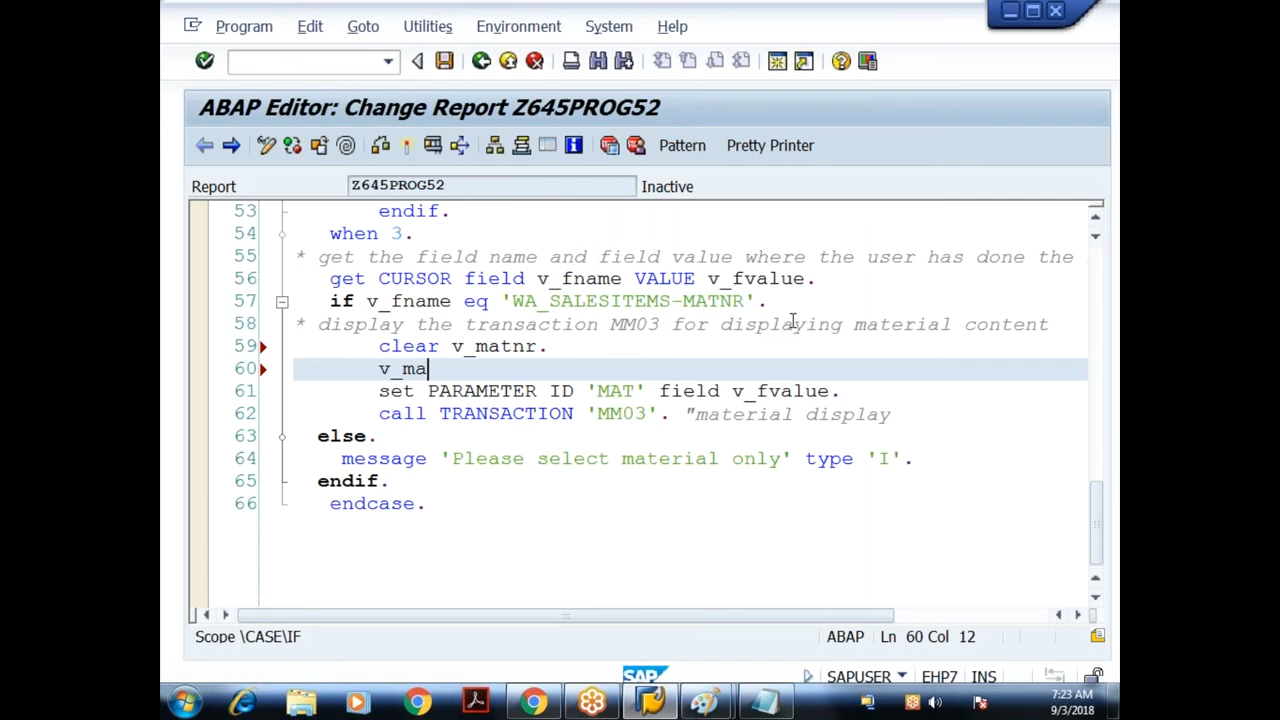 Program Edit Goto Utilities Environment System Help
ABAP Editor: Change Report Z645PROG52
Pattern Pretty Printer
Report Z645PROG52 Inactive
53 endif.
54 when 3.
55 * get the field name and field value where the user has done the
56 get CURSOR field v_fname VALUE v_fvalue.
57 if v_fname eq 'WA_SALESITEMS-MATNR'.
58 * display the transaction MM03 for displaying material content
59 clear v_matnr.
60 v_ma
61 set PARAMETER ID 'MAT' field v_fvalue.
62 call TRANSACTION 'MM03'. "material display
63 else.
64 message 'Please select material only' type 'I'.
65 endif.
66 endcase.
Scope \CASE\IF ABAP Ln 60 Col 12
SAP SAPUSER EHP7 INS
7:23 AM
9/3/2018